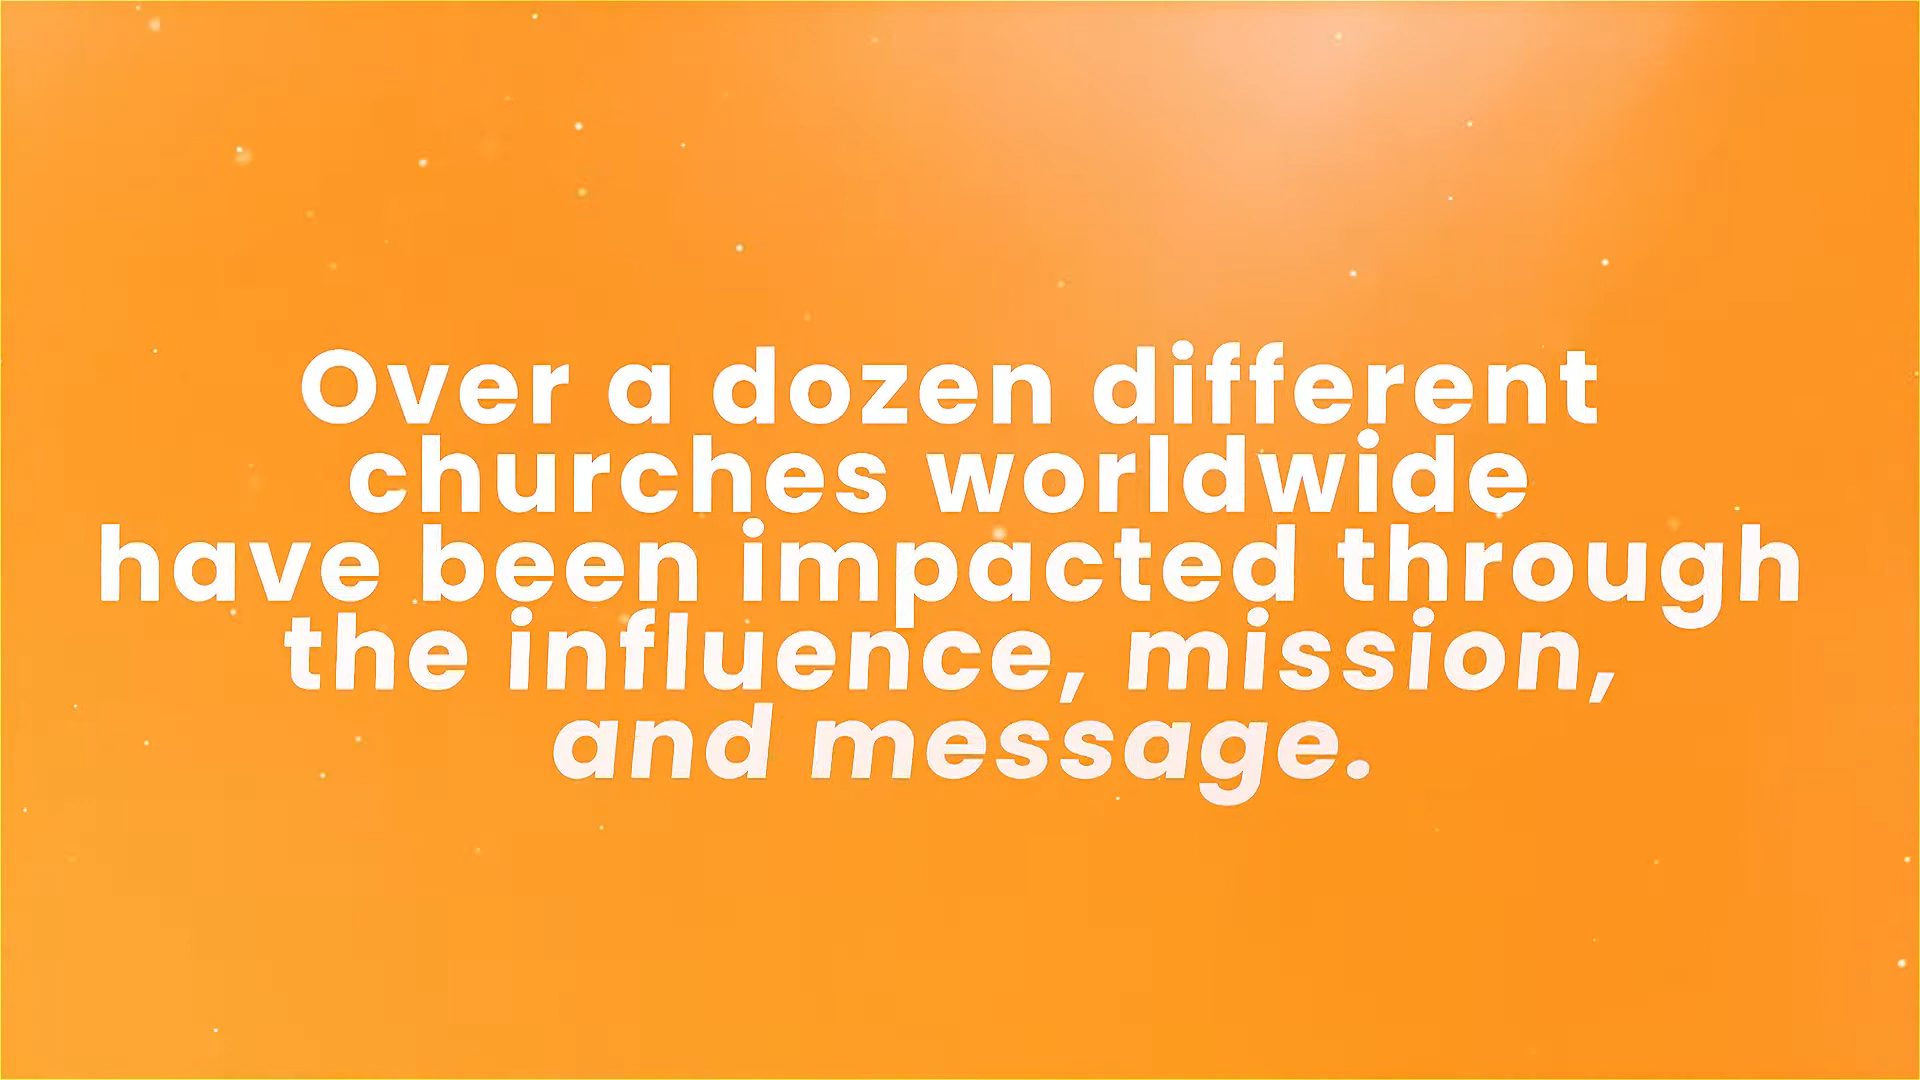 Over a dozen different
churches worldwide
have been impacted through
the influence, mission,
and message.